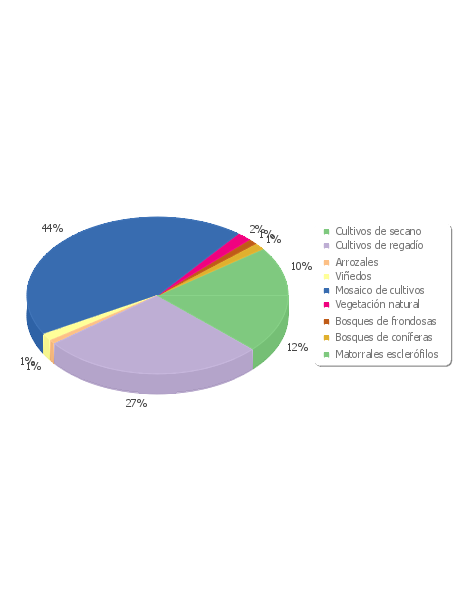 44%
2%
1%
1%
10%
12%
27%
1%
1%
Cultivos de secano
Cultivos de regadío
Arrozales
Viñedos
Mosaico de cultivos
Vegetación natural
Bosques de frondosas
Bosques de coníferas
Matorrales esclerófilos